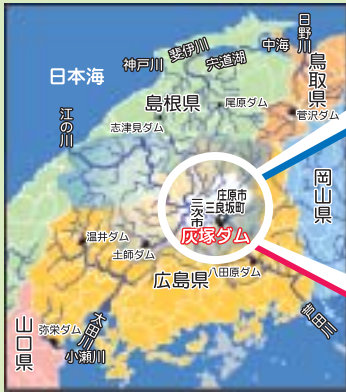 日野川
斐伊川
中海
神戸川
宍道湖
鳥取県
日本海
島根県
尾原ダム
菅沢ダム
江の川
志津見ダム
岡山県
庄原市
三良坂町
三次市
灰塚ダム
温井ダム
土師ダム
八田原ダム
広島県
芦田川
太田川
弥栄ダム
小瀬川
山口県